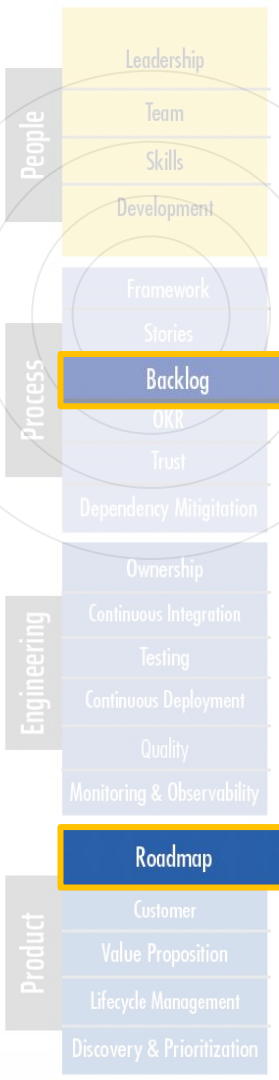 People
Leadership
Team
Skills
Development
Process
Framework
Stories
Backlog
OKR
Trust
Dependency Mitigitation
Engineering
Ownership
Continuous Integration
Testing
Continuous Deployment
Quality
Monitoring & Observability
Product
Roadmap
Customer
Value Proposition
Lifecycle Management
Discovery & Prioritization